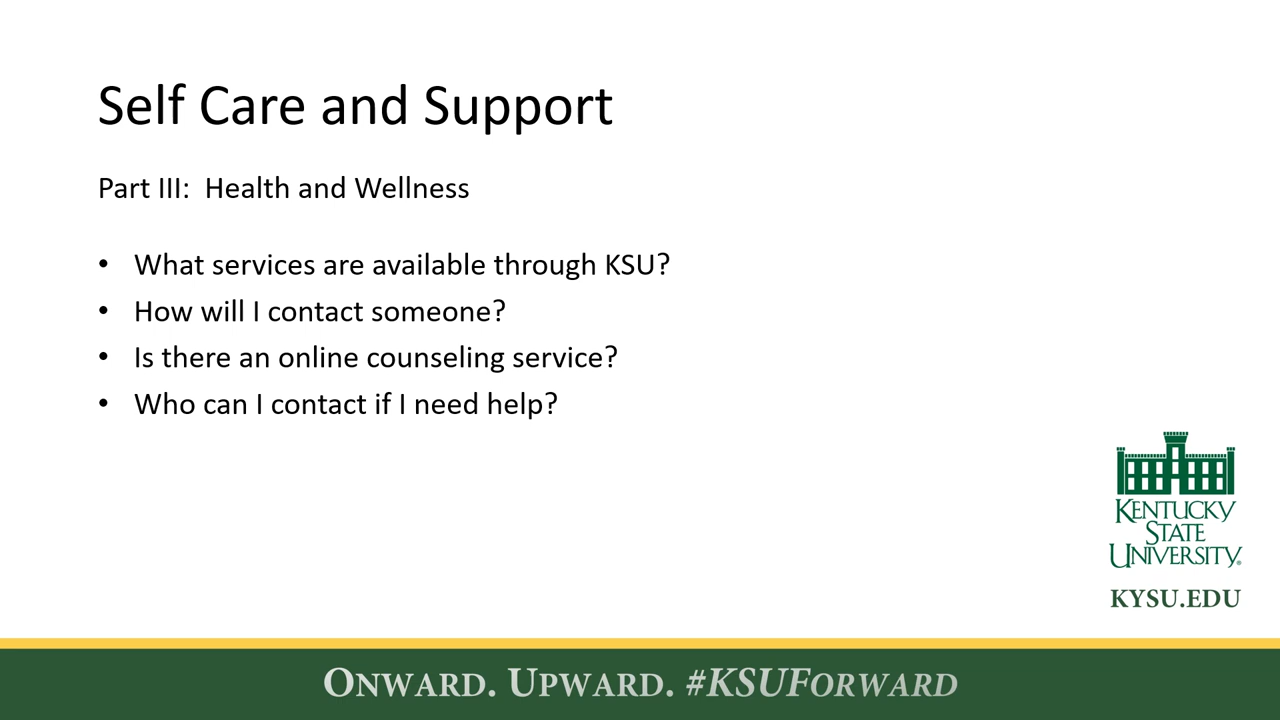 Self Care and Support
Part III: Health and Wellness
• What services are available through KSU?
• How will I contact someone?
• Is there an online counseling service?
• Who can I contact if I need help?
KENTUCKY
STATE
UNIVERSITY®
KYSU.EDU
ONWARD. UPWARD. #KSUFORWARD